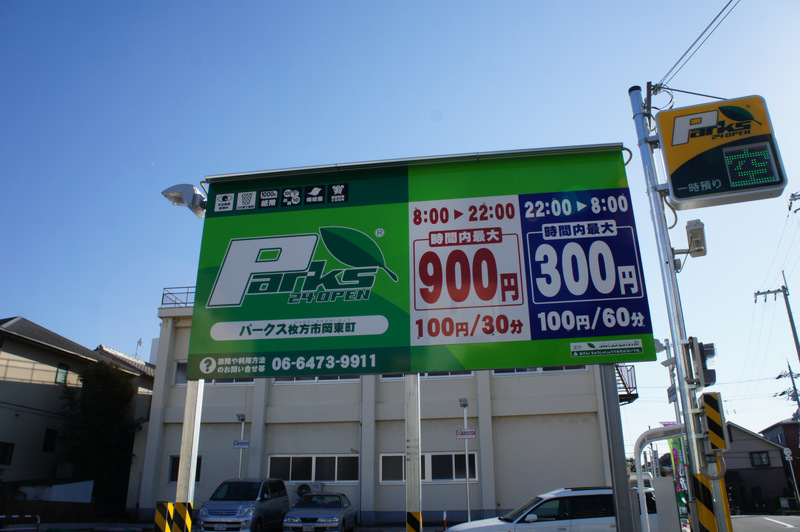 Parks
24 OPEN
パークス枚方市岡東町
故障や利用方法
のお問い合せ等
06-6473-9911
8:00▶22:00
時間内最大
900円
100円/30分
22:00▶8:00
時間内最大
300円
100円/60分
Parks
24 OPEN
一時預り
空